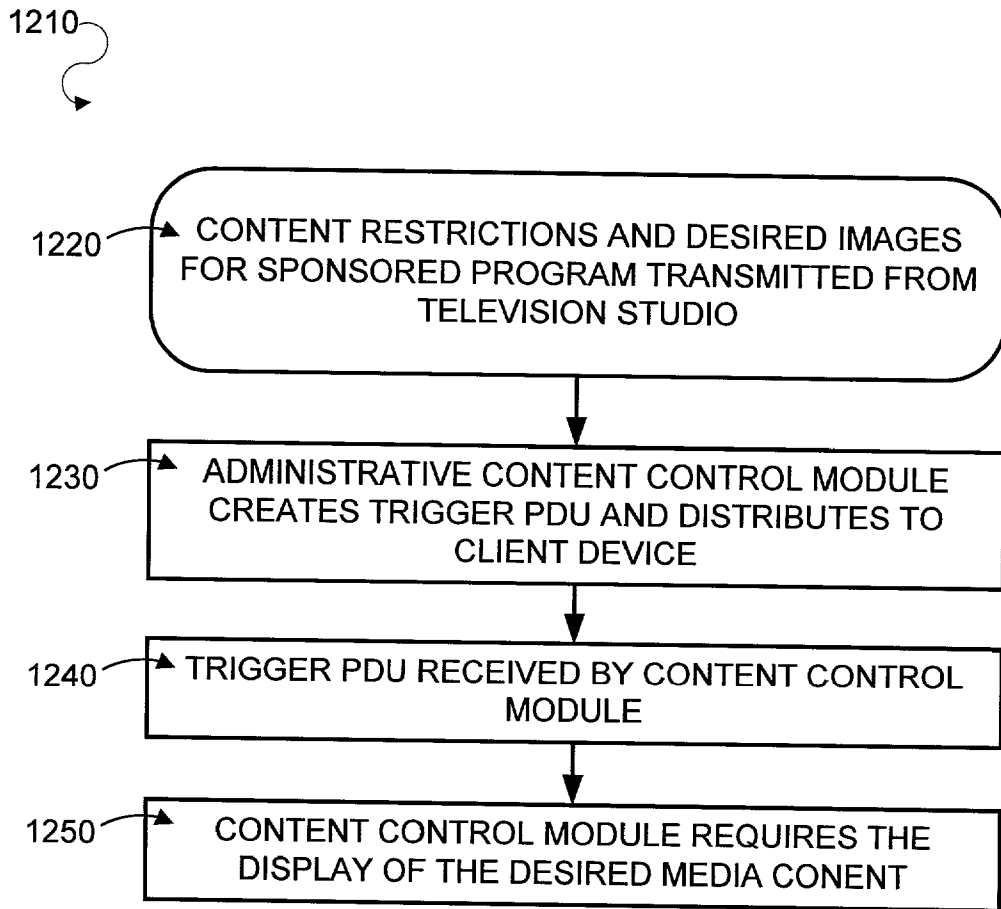 1210
1220
CONTENT RESTRICTIONS AND DESIRED IMAGES
FOR SPONSORED PROGRAM TRANSMITTED FROM
TELEVISION STUDIO
1230
ADMINISTRATIVE CONTENT CONTROL MODULE
CREATES TRIGGER PDU AND DISTRIBUTES TO
CLIENT DEVICE
1240
TRIGGER PDU RECEIVED BY CONTENT CONTROL
MODULE
1250
CONTENT CONTROL MODULE REQUIRES THE
DISPLAY OF THE DESIRED MEDIA CONENT